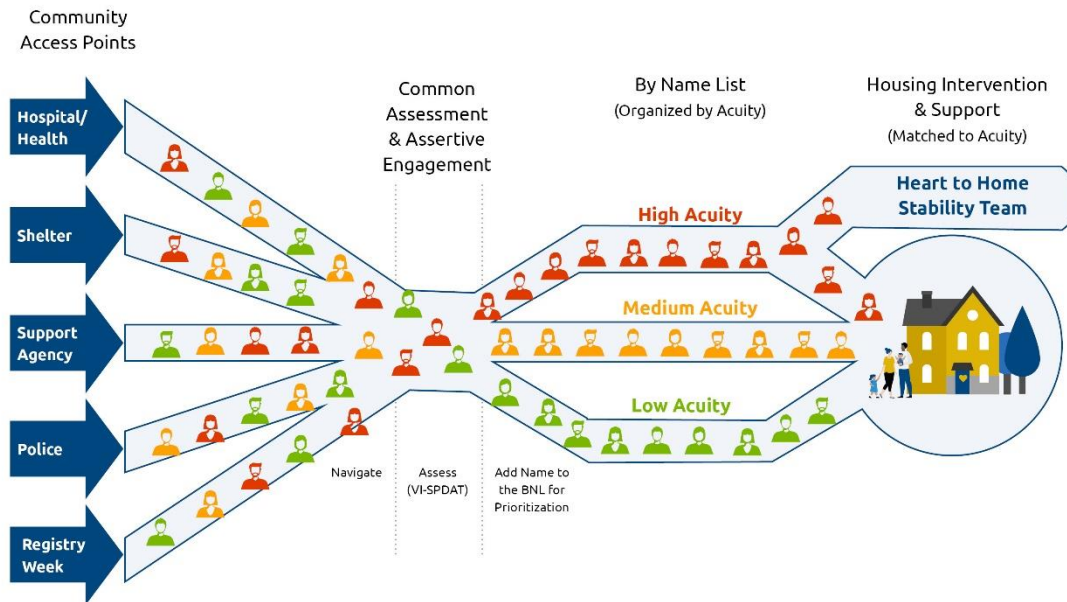 Community
Access Points
Hospital/
Health
Shelter
Support
Agency
Police
Registry
Week
Common
Assessment
& Assertive
Engagement
Navigate
Assess
(VI-SPDAT)
Add Name to
the BNL for
Prioritization
By Name List
(Organized by Acuity)
High Acuity
Medium Acuity
Low Acuity
Housing Intervention
& Support
(Matched to Acuity)
Heart to Home
Stability Team